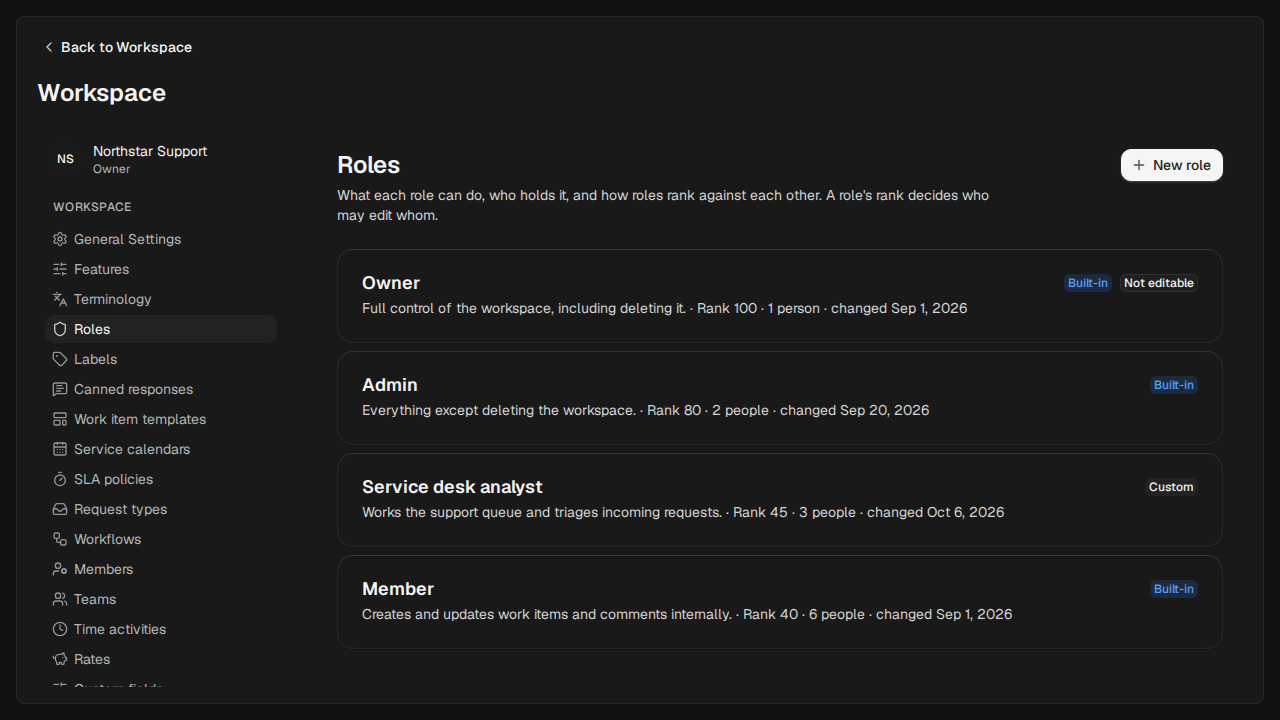 Back to Workspace
Workspace
NS
Northstar Support
Owner
WORKSPACE
General Settings
Features
Terminology
Roles
Labels
Canned responses
Work item templates
Service calendars
SLA policies
Request types
Workflows
Members
Teams
Time activities
Rates
Roles
New role
What each role can do, who holds it, and how roles rank against each other. A role's rank decides who
may edit whom.
Owner
Built-in
Not editable
Full control of the workspace, including deleting it. · Rank 100 · 1 person · changed Sep 1, 2026
Admin
Built-in
Everything except deleting the workspace. · Rank 80 · 2 people · changed Sep 20, 2026
Service desk analyst
Custom
Works the support queue and triages incoming requests. · Rank 45 · 3 people · changed Oct 6, 2026
Member
Built-in
Creates and updates work items and comments internally. · Rank 40 · 6 people · changed Sep 1, 2026